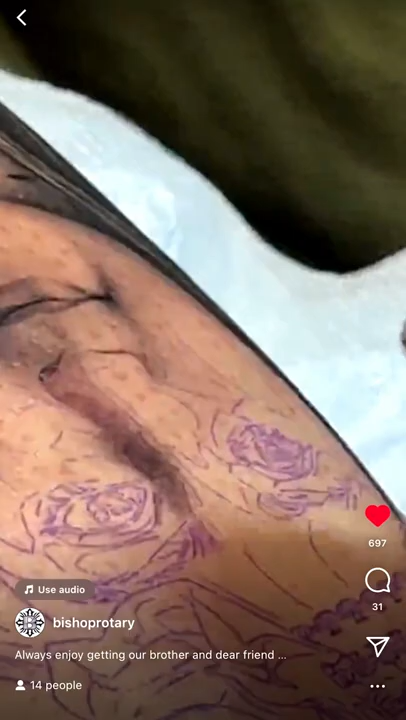 Use audio
bishoprotary
Always enjoy getting our brother and dear friend ...
14 people
697
31